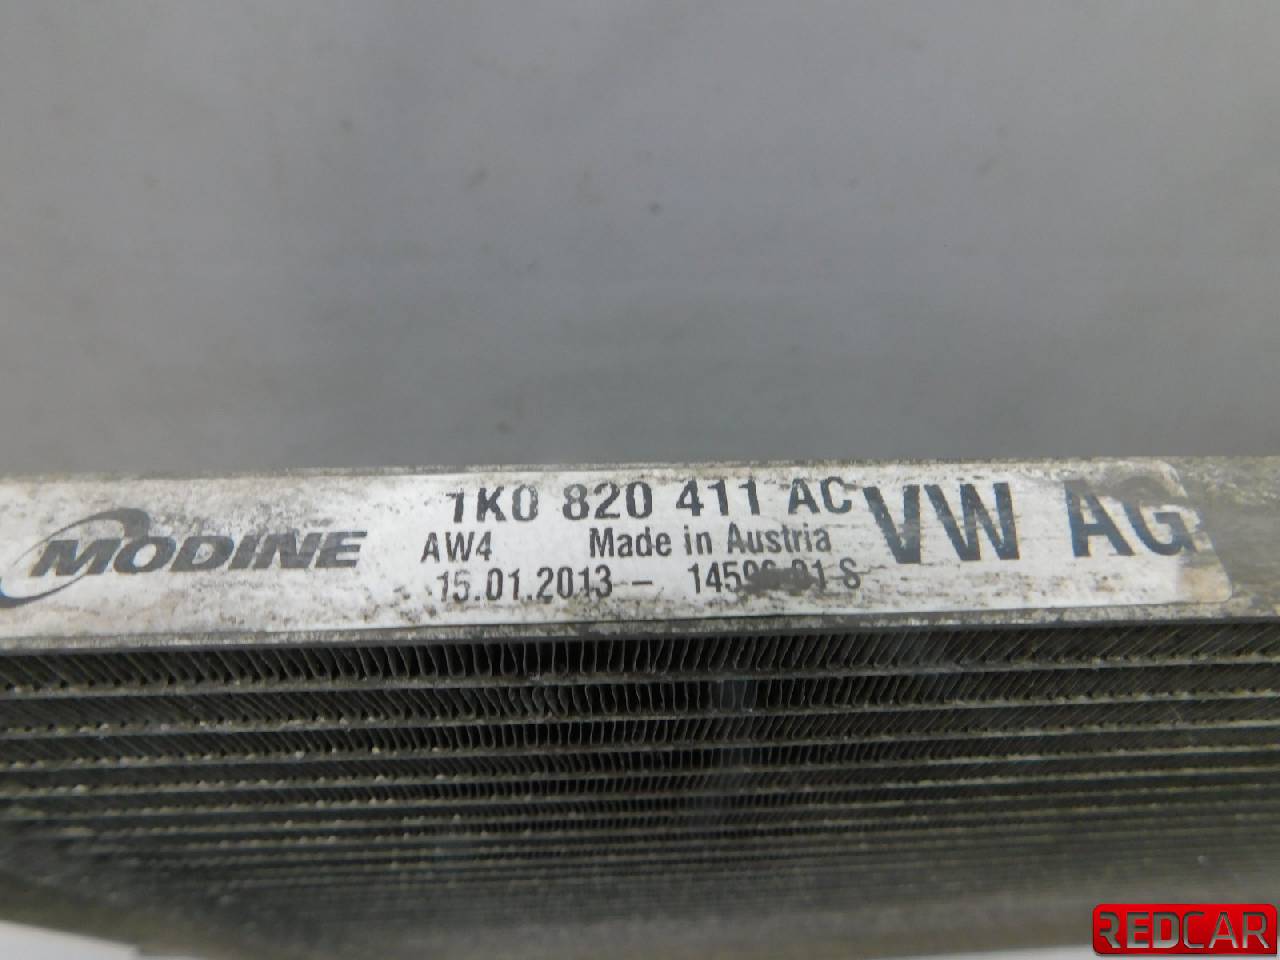 MODINE
1K0 820 411 AC VW AG
AW4 Made in Austria
15.01.2013 -
REDCAR